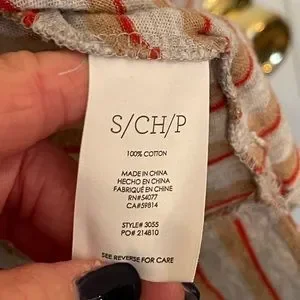 S/CH/P
100% COTTON
MADE IN CHINA
HECHO EN CHINA
FABRIQUÉ EN CHINE
RN#54077
CA#59814
STYLE# 3055
PO# 214810
SEE REVERSE FOR CARE